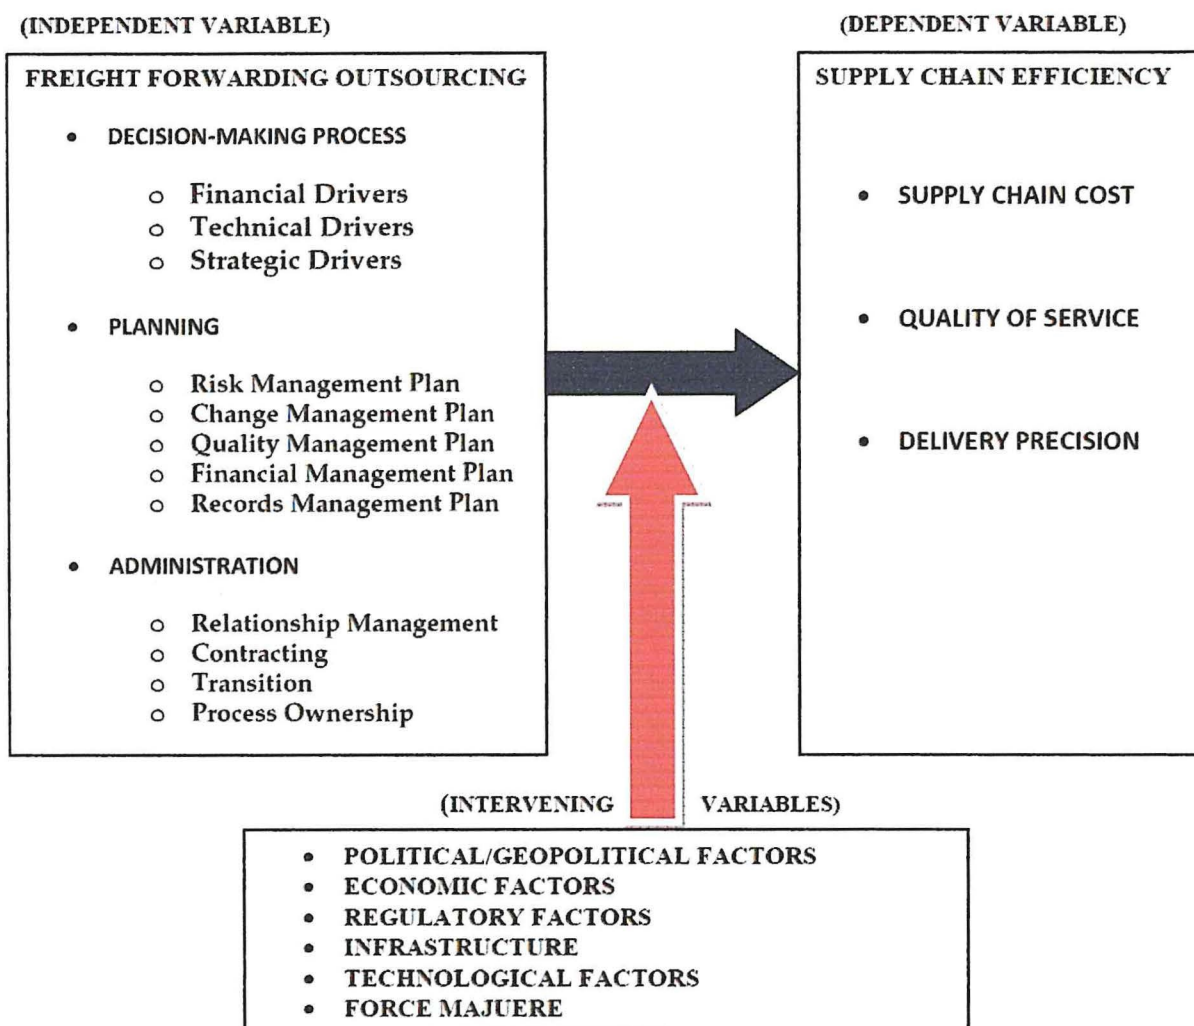 (INDEPENDENT VARIABLE)
FREIGHT FORWARDING OUTSOURCING
• DECISION-MAKING PROCESS
o Financial Drivers
o Technical Drivers
o Strategic Drivers
• PLANNING
o Risk Management Plan
o Change Management Plan
o Quality Management Plan
o Financial Management Plan
o Records Management Plan
• ADMINISTRATION
o Relationship Management
o Contracting
o Transition
o Process Ownership
(DEPENDENT VARIABLE)
SUPPLY CHAIN EFFICIENCY
• SUPPLY CHAIN COST
• QUALITY OF SERVICE
• DELIVERY PRECISION
(INTERVENING VARIABLES)
• POLITICAL/GEOPOLITICAL FACTORS
• ECONOMIC FACTORS
• REGULATORY FACTORS
• INFRASTRUCTURE
• TECHNOLOGICAL FACTORS
• FORCE MAJUERE